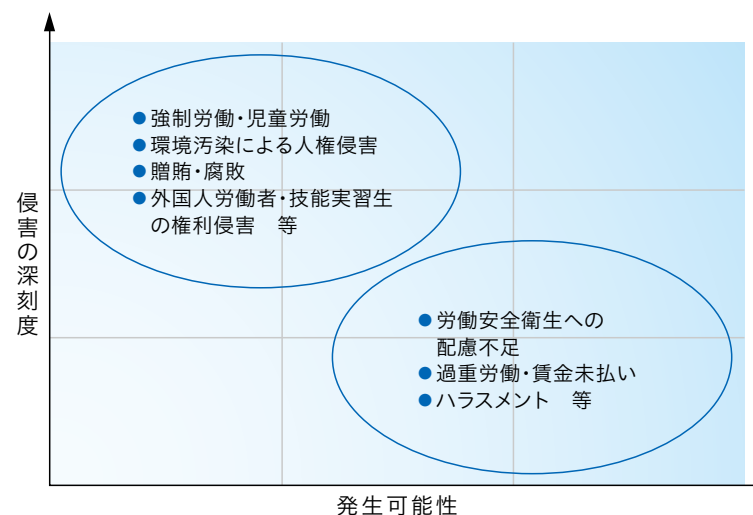 侵害の深刻度
●強制労働・児童労働
●環境汚染による人権侵害
●贈賄・腐敗
●外国人労働者・技能実習生
の権利侵害　等
●労働安全衛生への
配慮不足
●過重労働・賃金未払い
●ハラスメント　等
発生可能性